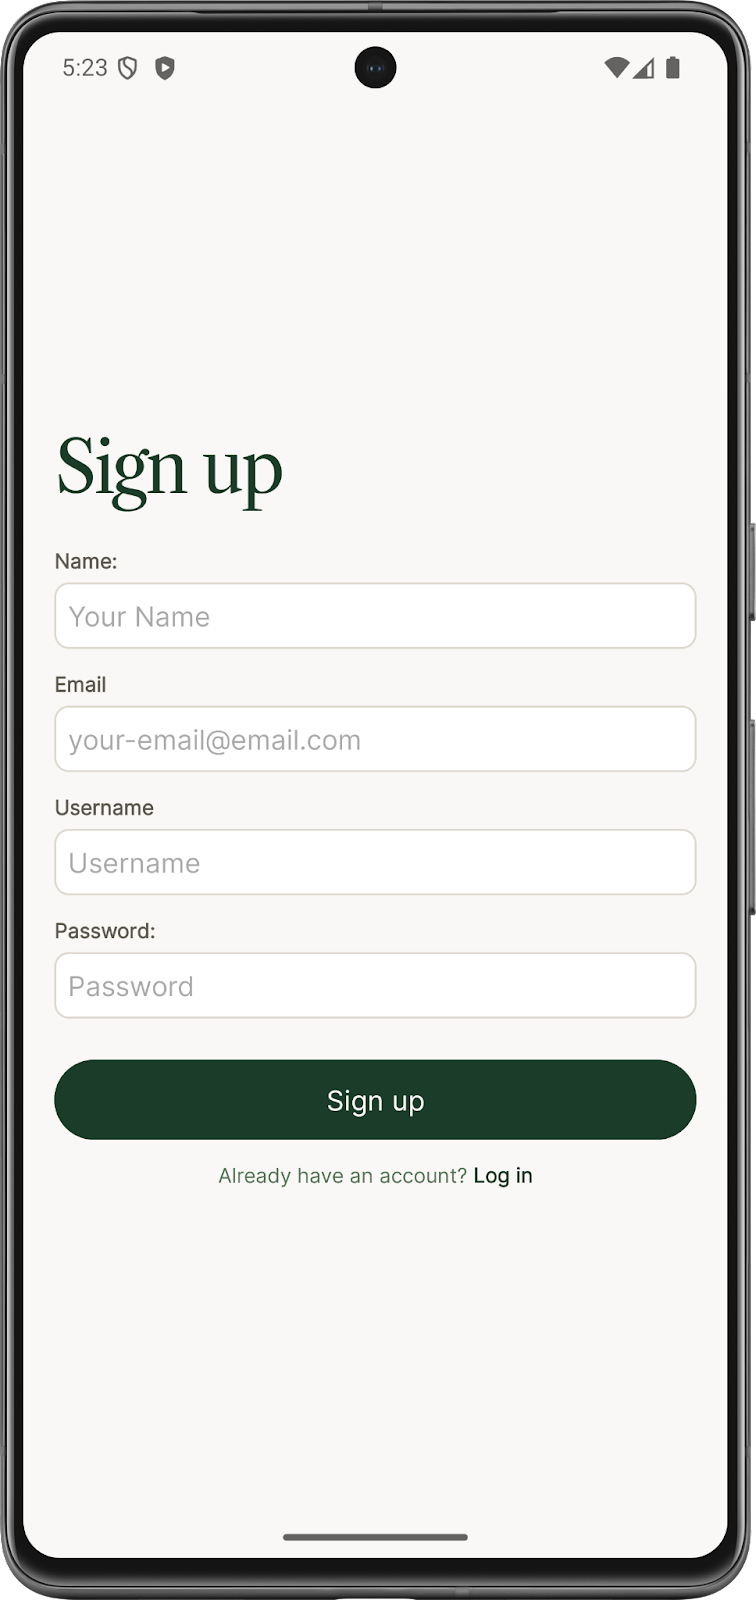 5:23
Sign up
Name:
Your Name
Email
your-email@email.com
Username
Username
Password:
Password
Sign up
Already have an account? Log in